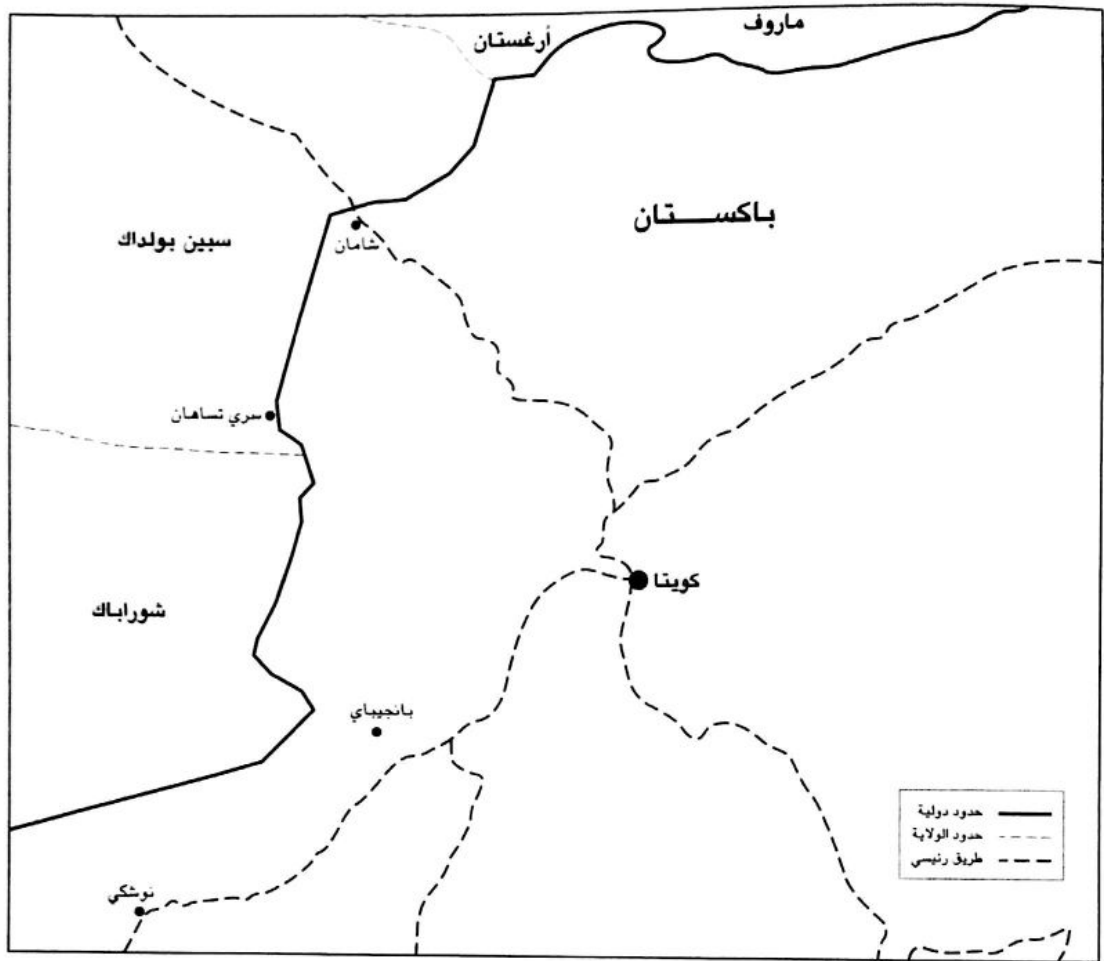 ماروف
أرغستان
باكستان
سبين بولداك
شامان
سري تساهان
كويتا
شوراباك
بانجيباي
نوشكي
حدود دولية
حدود الولاية
طريق رئيسي